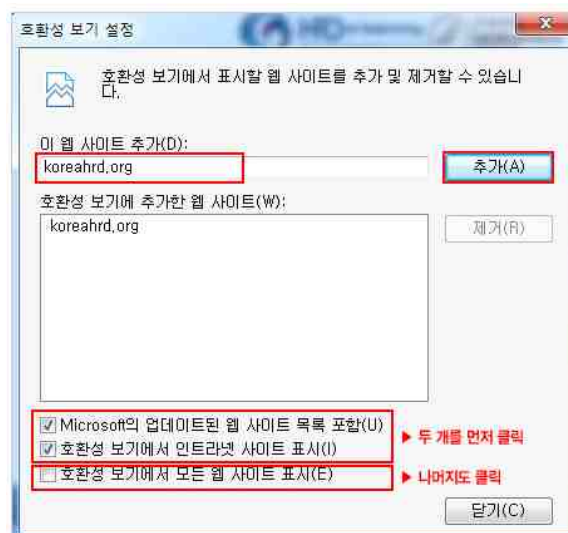 호환성 보기 설정
호환성 보기에서 표시할 웹 사이트를 추가 및 제거할 수 있습니
다.
이 웹 사이트 추가(D):
koreahrd.org
추가(A)
호환성 보기에 추가한 웹 사이트(W):
koreahrd.org
제거(R)
Microsoft의 업데이트된 웹 사이트 목록 포함(U)
호환성 보기에서 인트라넷 사이트 표시(I)
▶ 두 개를 먼저 클릭
호환성 보기에서 모든 웹 사이트 표시(E)
▶ 나머지도 클릭
닫기(C)